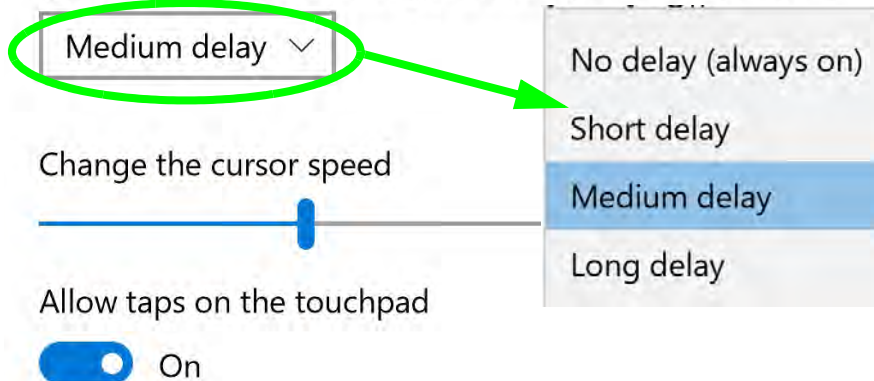 Medium delay
Change the cursor speed
Allow taps on the touchpad
On
No delay (always on)
Short delay
Medium delay
Long delay